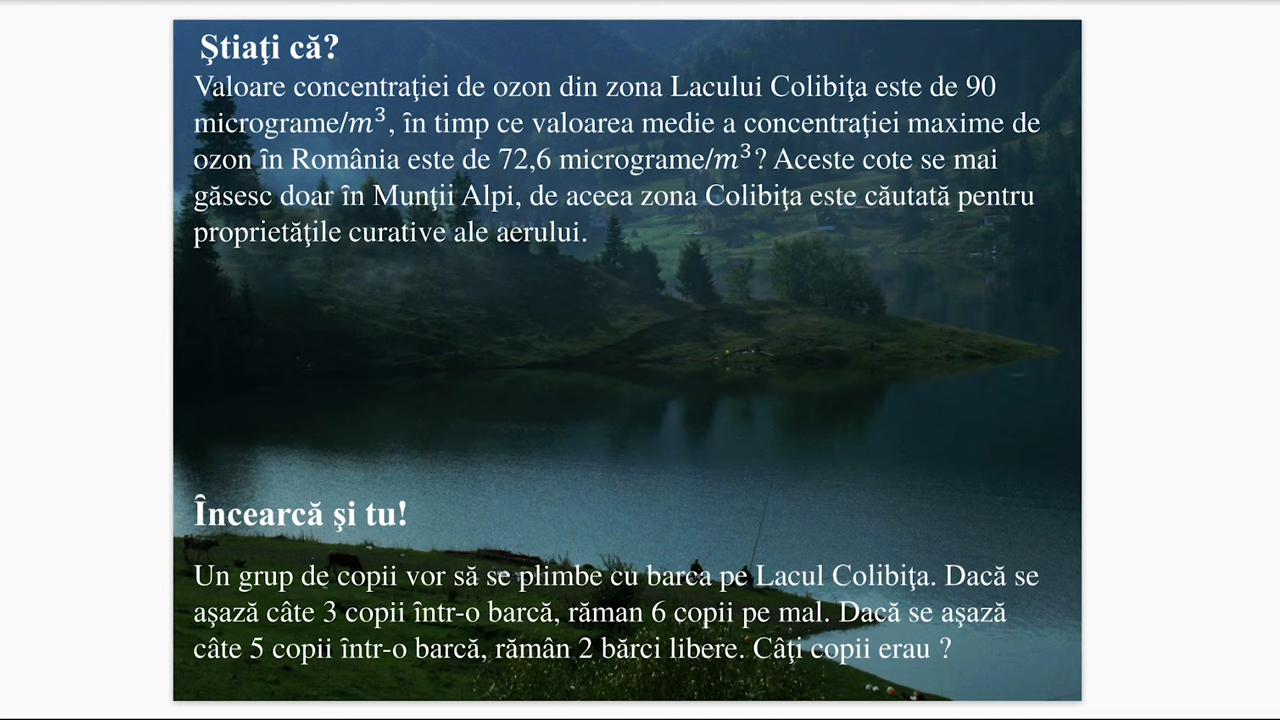 Ştiaţi că?
Valoare concentraţiei de ozon din zona Lacului Colibiţa este de 90
micrograme/m³, în timp ce valoarea medie a concentraţiei maxime de
ozon în România este de 72,6 micrograme/m³? Aceste cote se mai
găsesc doar în Munţii Alpi, de aceea zona Colibiţa este căutată pentru
proprietăţile curative ale aerului.
Încearcă şi tu!
Un grup de copii vor să se plimbe cu barca pe Lacul Colibiţa. Dacă se
aşază câte 3 copii într-o barcă, răman 6 copii pe mal. Dacă se aşază
câte 5 copii într-o barcă, rămân 2 bărci libere. Câţi copii erau ?